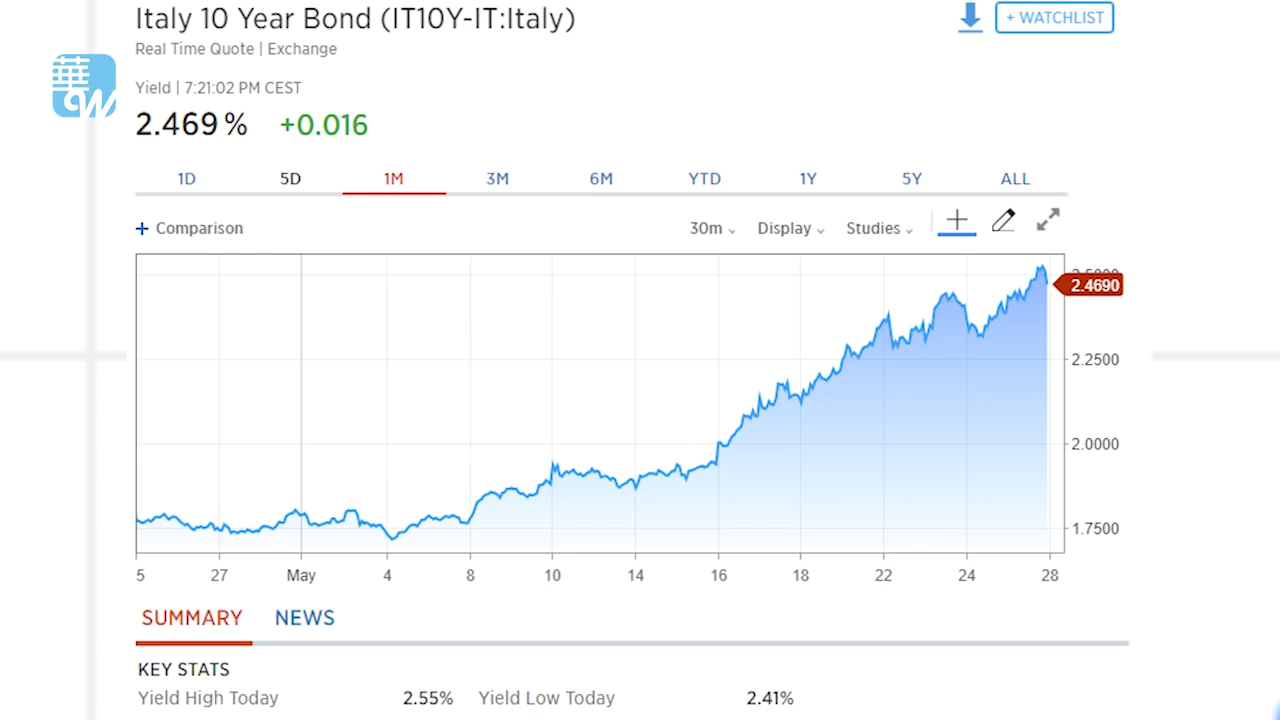 Italy 10 Year Bond (IT10Y-IT:Italy)
+ WATCHLIST
Real Time Quote | Exchange
華
W
Yield | 7:21:02 PM CEST
2.469 % +0.016
1D 5D 1M 3M 6M YTD 1Y 5Y ALL
+ Comparison 30m Display Studies
2.5000
2.4690
2.2500
2.0000
1.7500
5 27 May 4 8 10 14 16 18 22 24 28
SUMMARY NEWS
KEY STATS
Yield High Today 2.55% Yield Low Today 2.41%